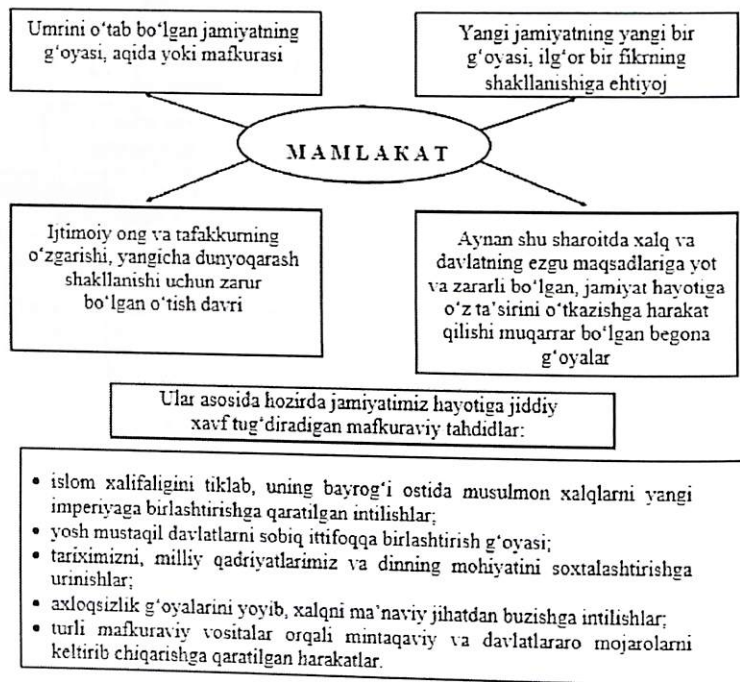 Umrini o‘tab bo‘lgan jamiyatning
g‘oyasi, aqida yoki mafkurasi
Yangi jamiyatning yangi bir
g‘oyasi, ilg‘or bir fikrning
shakllanishiga ehtiyoj
MAMLAKAT
Ijtimoiy ong va tafakkurning
o‘zgarishi, yangicha dunyoqarash
shakllanishi uchun zarur
bo‘lgan o‘tish davri
Aynan shu sharoitda xalq va
davlatning ezgu maqsadlariga yot
va zararli bo‘lgan, jamiyat hayotiga
o‘z ta’sirini o‘tkazishga harakat
qilishi muqarrar bo‘lgan begona
g‘oyalar
Ular asosida hozirda jamiyatimiz hayotiga jiddiy
xavf tug‘diradigan mafkuraviy tahdidlar:
• islom xalifaligini tiklab, uning bayrog‘i ostida musulmon xalqlarni yangi
imperiyaga birlashtirishga qaratilgan intilishlar;
• yosh mustaqil davlatlarni sobiq ittifoqqa birlashtirish g‘oyasi;
• tariximizni, milliy qadriyatlarimiz va dinning mohiyatini soxtalashtirishga
urinishlar;
• axloqsizlik g‘oyalarini yoyib, xalqni ma’naviy jihatdan buzishga intilishlar;
• turli mafkuraviy vositalar orqali mintaqaviy va davlatlararo mojarolarni
keltirib chiqarishga qaratilgan harakatlar.